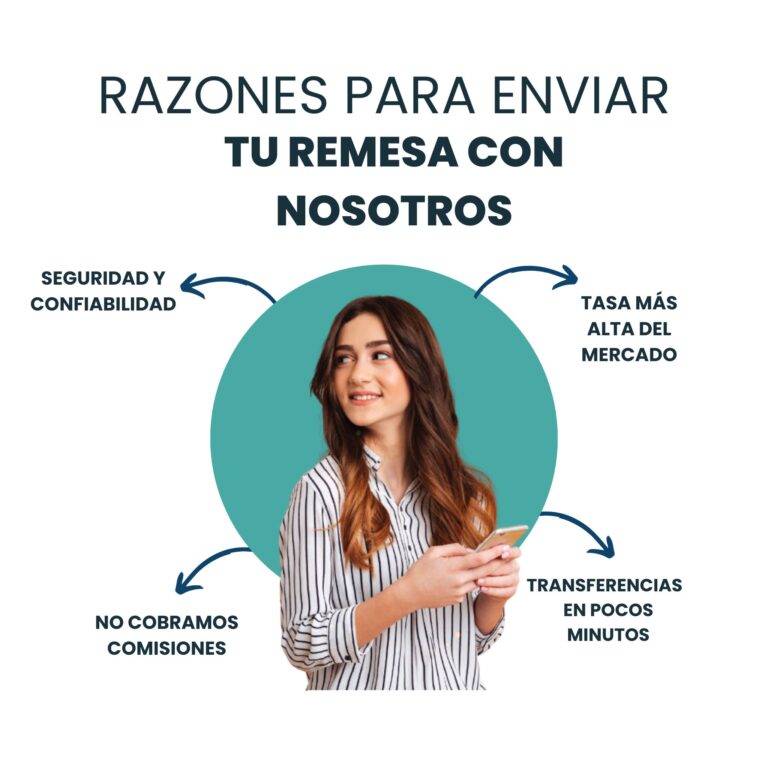 RAZONES PARA ENVIAR
TU REMESA CON
NOSOTROS
SEGURIDAD Y
CONFIABILIDAD
TASA MÁS
ALTA DEL
MERCADO
NO COBRAMOS
COMISIONES
TRANSFERENCIAS
EN POCOS
MINUTOS